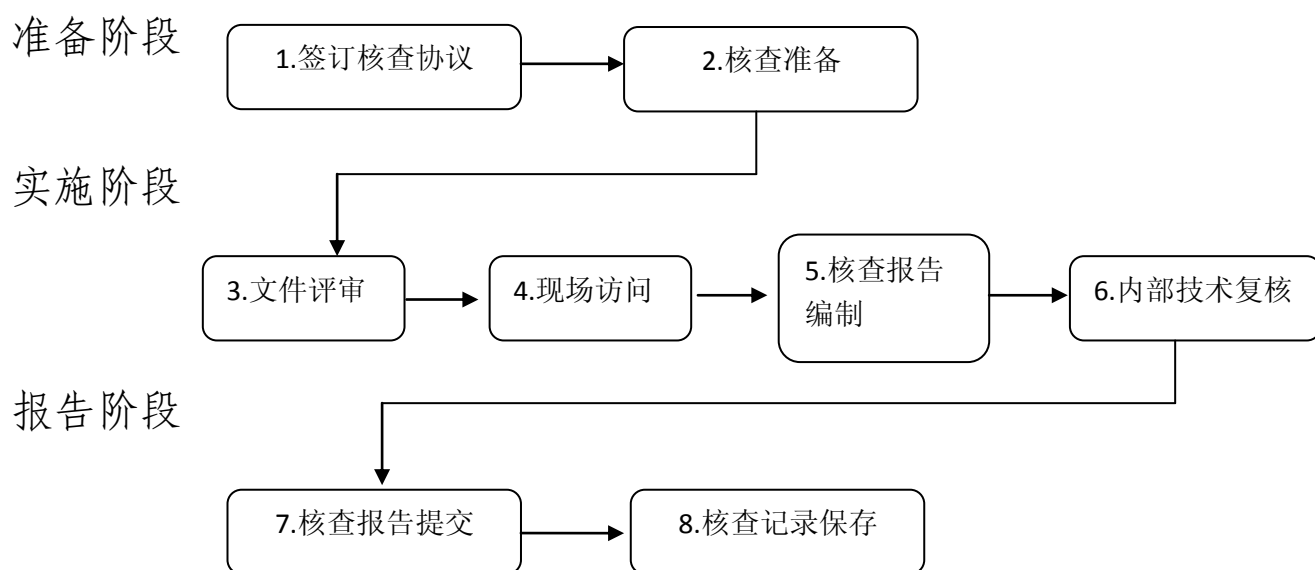 准备阶段
1.签订核查协议
2.核查准备
实施阶段
3.文件评审
4.现场访问
5.核查报告
编制
6.内部技术复核
报告阶段
7.核查报告提交
8.核查记录保存